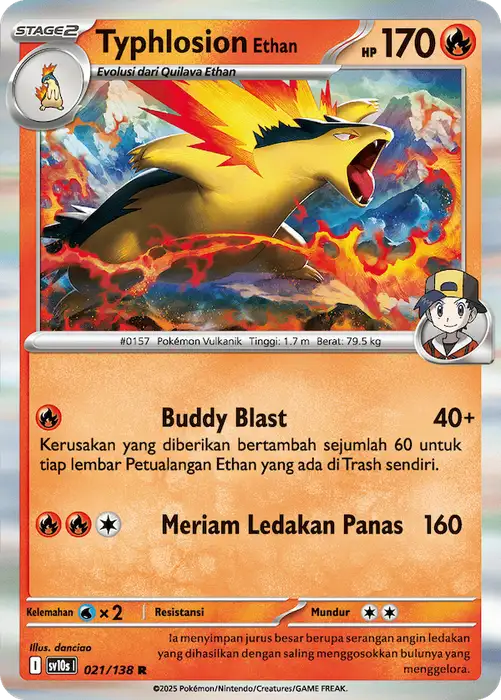 STAGE2
Typhlosion Ethan HP 170
Evolusi dari Quilava Ethan
#0157 Pokémon Vulkanik Tinggi: 1.7 m Berat: 79.5 kg
Buddy Blast 40+
Kerusakan yang diberikan bertambah sejumlah 60 untuk
tiap lembar Petualangan Ethan yang ada di Trash sendiri.
Meriam Ledakan Panas 160
Kelemahan ×2 Resistansi Mundur
Illus. danciao
Ia menyimpan jurus besar berupa serangan angin ledakan
yang dihasilkan dengan saling menggosokkan bulunya yang
menggelora.
I sv10s I 021/138 R
©2025 Pokémon/Nintendo/Creatures/GAME FREAK.